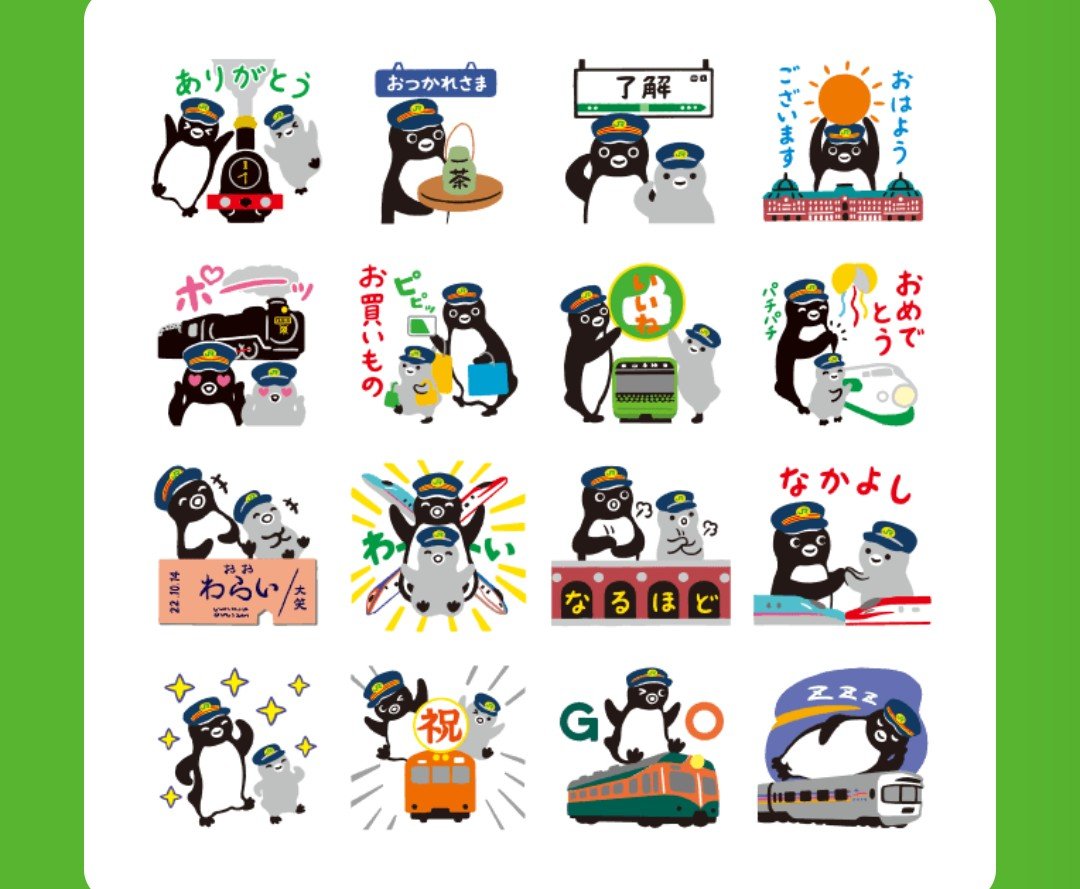 ありがとう
おつかれさま
茶
了解
おはよう
ございます
ポーッ
お買いもの
ピピッ
いいね
おめで
とう
パチパチ
22.10.14
おお
わらい
大笑
わーい
なるほど
なかよし
祝
GO
ZZZ